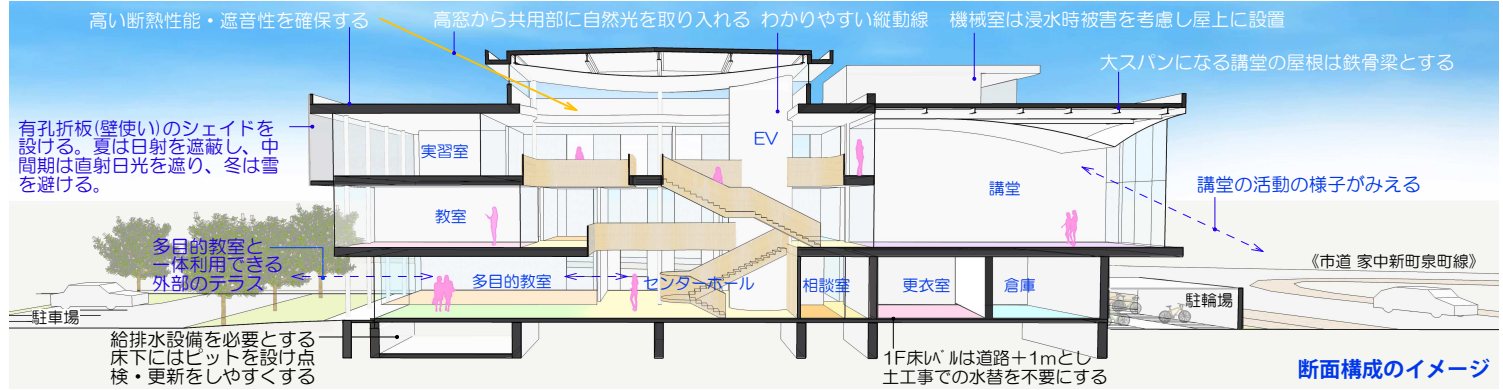 高い断熱性能・遮音性を確保する
高窓から共用部に自然光を取り入れる
わかりやすい縦動線
機械室は浸水時被害を考慮し屋上に設置
大スパンになる講堂の屋根は鉄骨梁とする
有孔折板(壁使い)のシェイドを
設ける。夏は日射を遮蔽し、中
間期は直射日光を遮り、冬は雪
を避ける。
実習室
EV
講堂
講堂の活動の様子がみえる
教室
多目的教室と
一体利用できる
外部のテラス
多目的教室
センターホール
相談室
更衣室
倉庫
《市道 家中新町泉町線》
駐車場
駐輪場
給排水設備を必要とする
床下にはピットを設け点
検・更新をしやすくする
1F床レベルは道路+1mとし
土工事での水替を不要にする
断面構成のイメージ